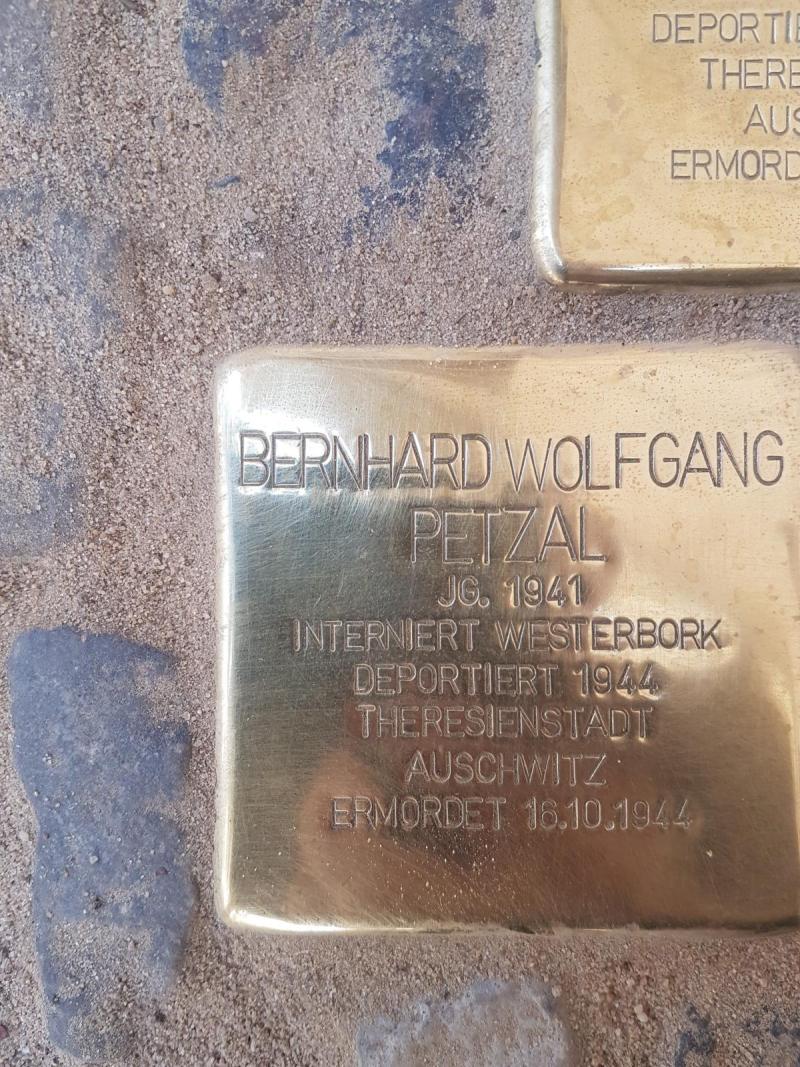 DEPORTIE
THERE
AUS
ERMORD
BERNHARD WOLFGANG
PETZAL
JG. 1941
INTERNIERT WESTERBORK
DEPORTIERT 1944
THERESIENSTADT
AUSCHWITZ
ERMORDET 16.10.1944